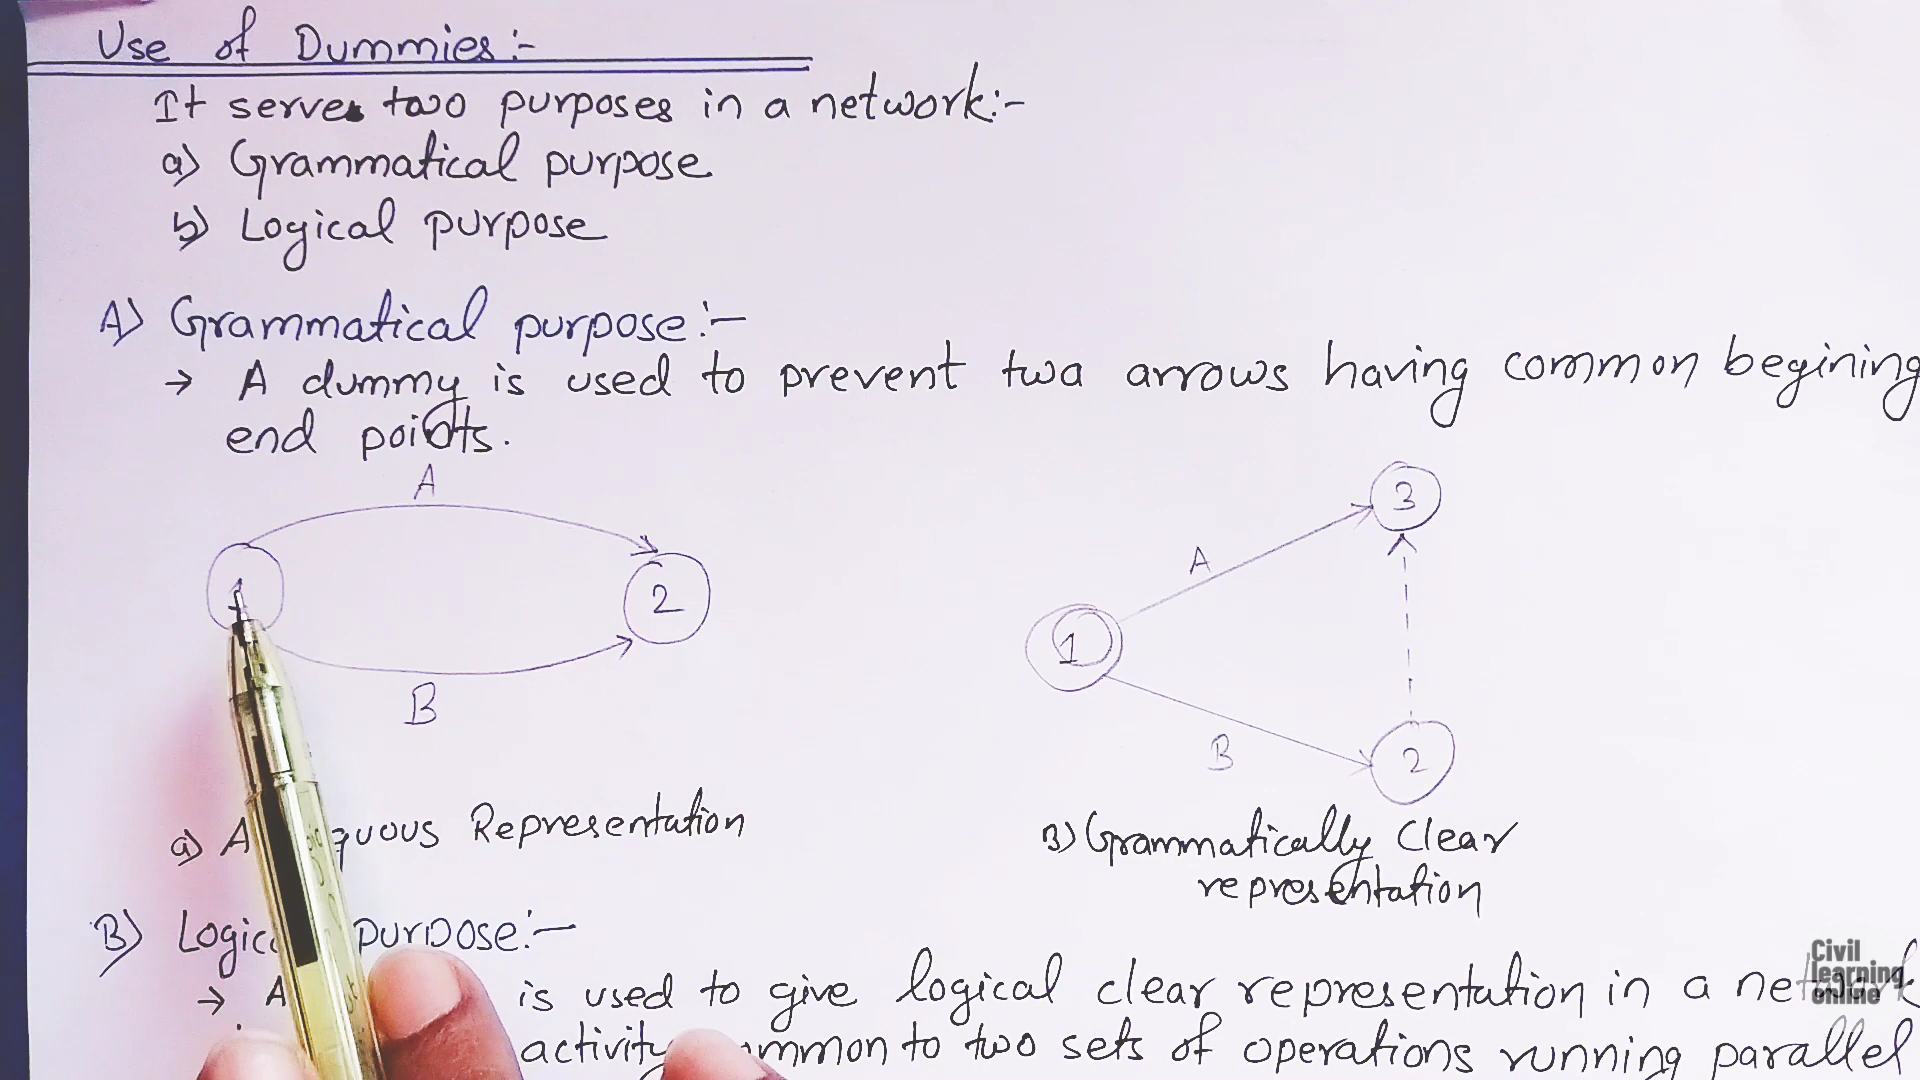 Use of Dummies:-
It serves two purposes in a network:-
a) Grammatical purpose
b) Logical purpose
A) Grammatical purpose:-
→ A dummy is used to prevent two arrows having common begining
end points.
A
1
2
B
3
A
1
B
2
a) quous Representation
B) Grammatically Clear
representation
B) Logic purpose:-
→ A is used to give logical clear representation in a network
activity ommon to two sets of operations running parallel
Civil
learning
online